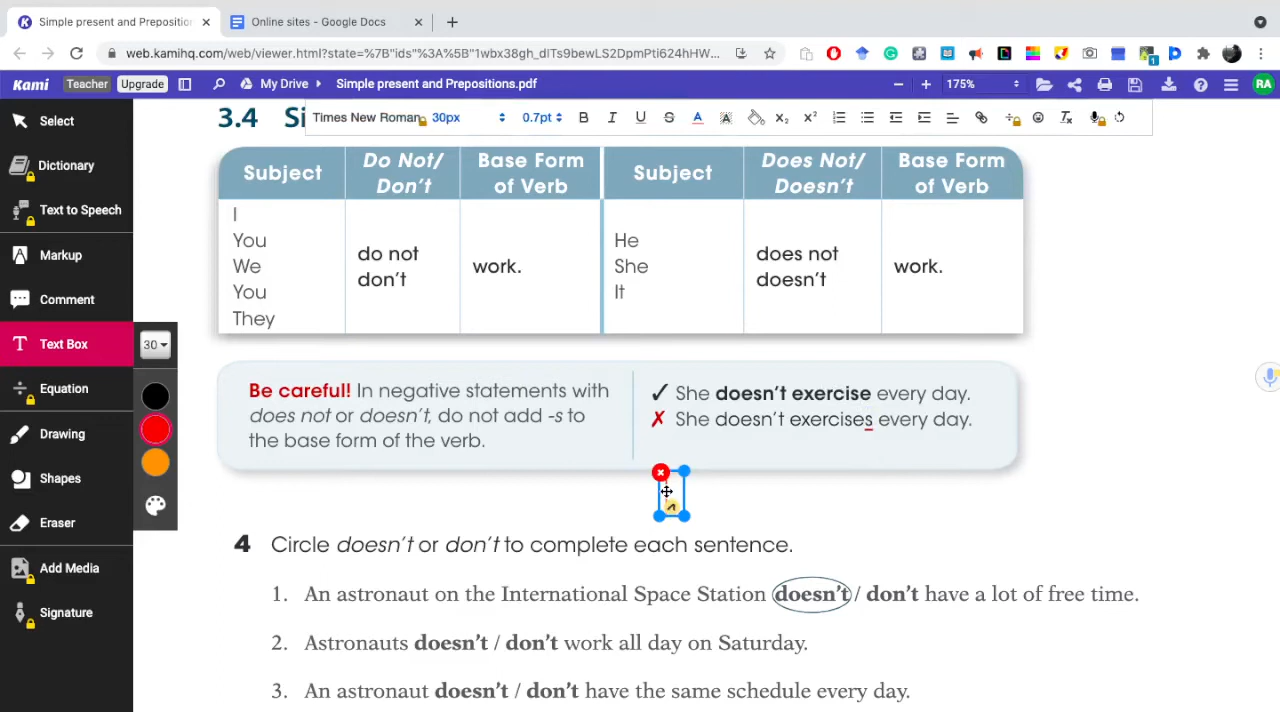 Simple present and Prepositions
Online sites - Google Docs
web.kamihq.com/web/viewer.html?state=%7B"ids"%3A%5B"1wbx38gh_dITs9bewLS2DpmPti624hHW...
1
Kami
Teacher
Upgrade
My Drive
Simple present and Prepositions.pdf
175%
RA
3.4 Si
Times New Roman 30px 0.7pt B I U S A A X₂ X²
Select
Dictionary
Text to Speech
Markup
Comment
Text Box
Equation
Drawing
Shapes
Eraser
Add Media
Signature
30
Subject Do Not/ Don't Base Form of Verb Subject Does Not/ Doesn't Base Form of Verb
I
You
We
You
They
do not
don't
work.
He
She
It
does not
doesn't
work.
Be careful! In negative statements with
does not or doesn't, do not add -s to
the base form of the verb.
✓ She doesn't exercise every day.
✗ She doesn't exercises every day.
4 Circle doesn't or don't to complete each sentence.
1. An astronaut on the International Space Station doesn't / don't have a lot of free time.
2. Astronauts doesn't / don't work all day on Saturday.
3. An astronaut doesn't / don't have the same schedule every day.